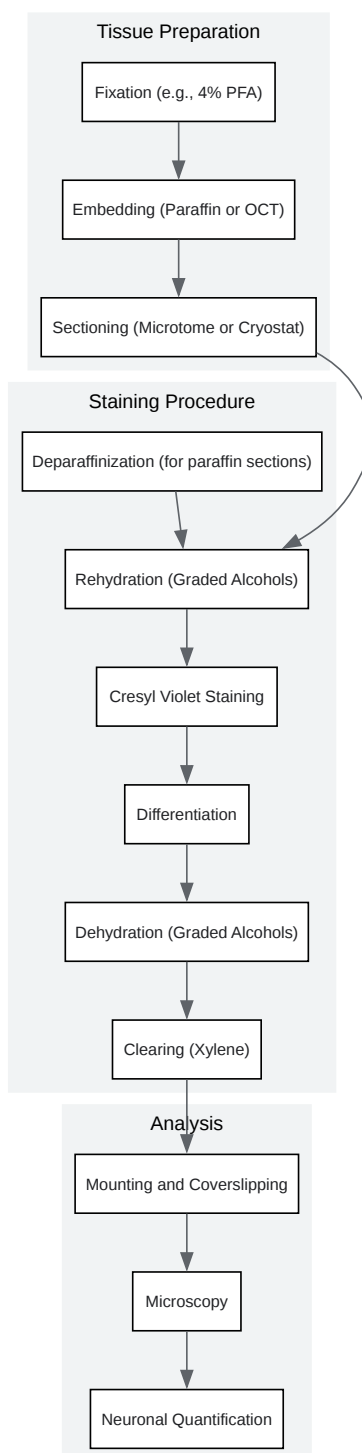 Tissue Preparation
Fixation (e.g., 4% PFA)
Embedding (Paraffin or OCT)
Sectioning (Microtome or Cryostat)
Staining Procedure
Deparaffinization (for paraffin sections)
Rehydration (Graded Alcohols)
Cresyl Violet Staining
Differentiation
Dehydration (Graded Alcohols)
Clearing (Xylene)
Analysis
Mounting and Coverslipping
Microscopy
Neuronal Quantification